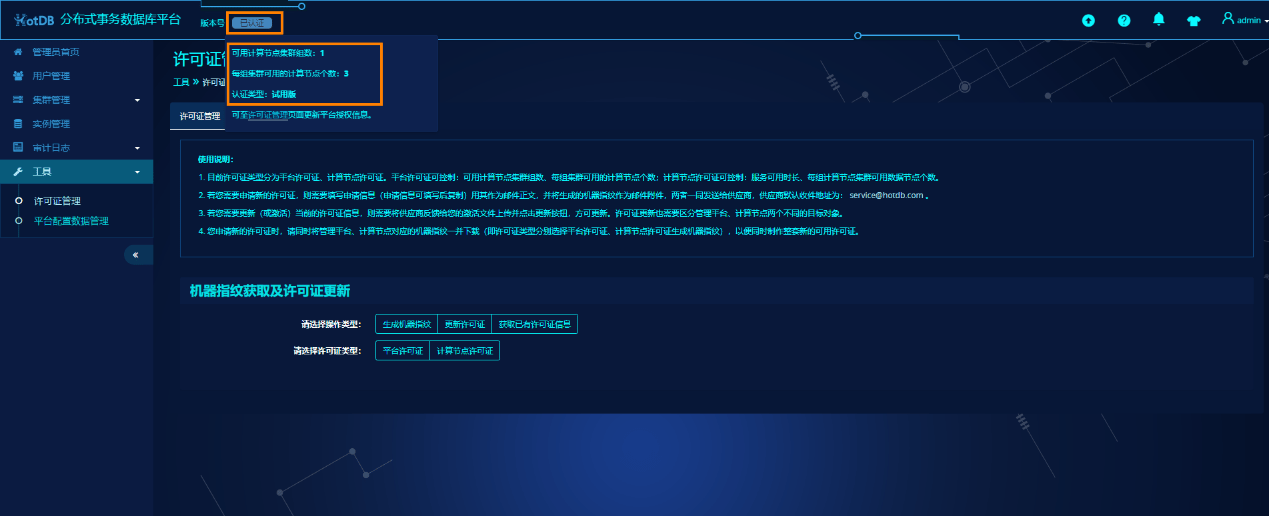 HotDB 分布式事务数据库平台
版本号
已认证
admin
管理员首页
用户管理
集群管理
实例管理
审计日志
工具
许可证管理
平台配置数据管理
«
许可证管
工具 » 许可证
许可证管理
可用计算节点集群组数：1
每组集群可用的计算节点个数：3
认证类型：试用版
可至许可证管理页面更新平台授权信息。
使用说明：
1. 目前许可证类型分为平台许可证、计算节点许可证。平台许可证可控制：可用计算节点集群组数、每组集群可用的计算节点个数；计算节点许可证可控制：服务可用时长、每组计算节点集群可用数据节点个数。
2. 若您需要申请新的许可证，则需要填写申请信息（申请信息可填写后复制）用其作为邮件正文，并将生成的机器指纹作为邮件附件，两者一同发送给供应商，供应商默认收件地址为： service@hotdb.com 。
3. 若您需要更新（或激活）当前的许可证信息，则需要将供应商反馈给您的激活文件上传并点击更新按钮，方可更新。许可证更新也需要区分管理平台、计算节点两个不同的目标对象。
4. 您申请新的许可证时，请同时将管理平台、计算节点对应的机器指纹一并下载（即许可证类型分别选择平台许可证、计算节点许可证生成机器指纹），以便同时制作整套新的可用许可证。
机器指纹获取及许可证更新
请选择操作类型：
生成机器指纹 更新许可证 获取已有许可证信息
请选择许可证类型：
平台许可证 计算节点许可证